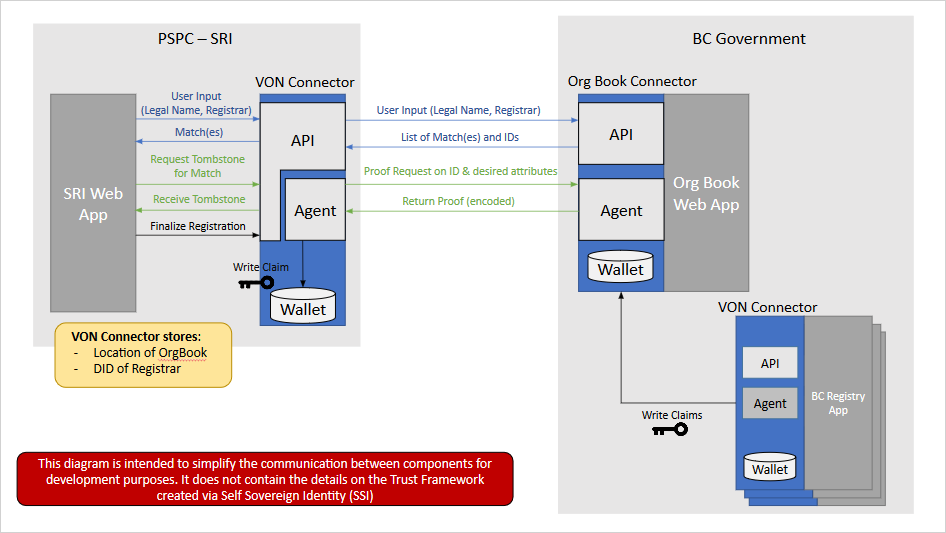 PSPC – SRI
BC Government
VON Connector
Org Book Connector
User Input
(Legal Name, Registrar)
Match(es)
Request Tombstone
for Match
Receive Tombstone
Finalize Registration
SRI Web
App
API
Agent
Write Claim
Wallet
User Input (Legal Name, Registrar)
List of Match(es) and IDs
Proof Request on ID & desired attributes
Return Proof (encoded)
API
Agent
Wallet
Org Book
Web App
VON Connector
API
Agent
Wallet
BC Registry
App
Write Claims
VON Connector stores:
- Location of OrgBook
- DID of Registrar
This diagram is intended to simplify the communication between components for
development purposes. It does not contain the details on the Trust Framework
created via Self Sovereign Identity (SSI)